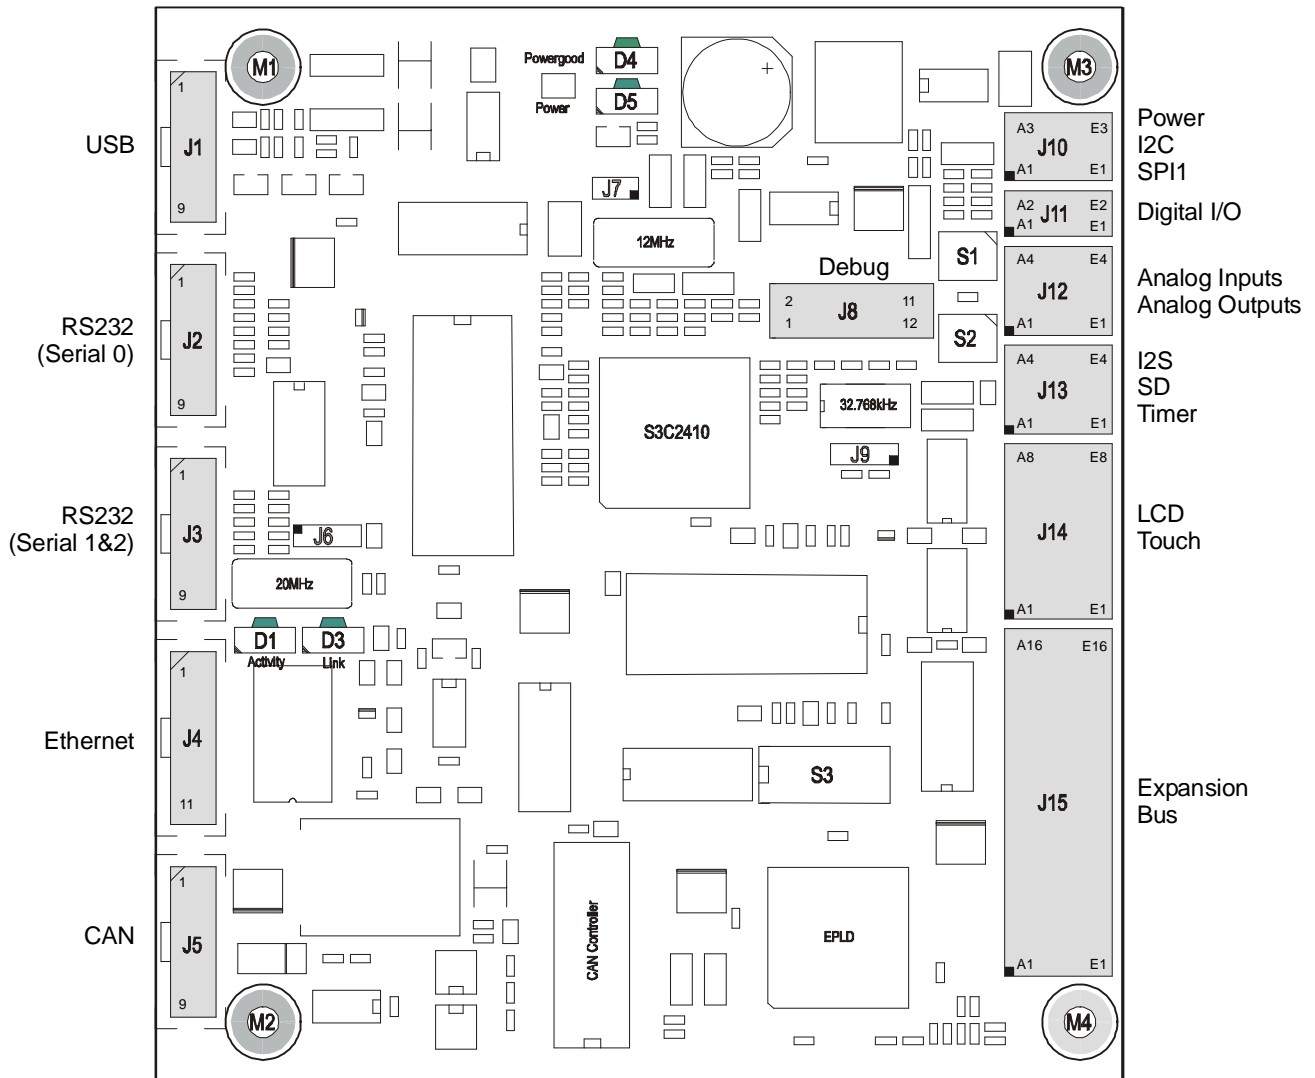 M1
M3
Powergood
D4
Power
D5
USB
1
J1
9
J7
12MHz
A3 E3
J10
A1 E1
Power
I2C
SPI1
A2 E2
J11
A1 E1
Digital I/O
S1
S2
Debug
2 11
J8
1 12
A4 E4
J12
A1 E1
Analog Inputs
Analog Outputs
RS232
(Serial 0)
1
J2
9
S3C2410
32.768kHz
J9
A4 E4
J13
A1 E1
I2S
SD
Timer
RS232
(Serial 1&2)
1
J3
9
J6
20MHz
A8 E8
J14
A1 E1
LCD
Touch
D1
Activity
D3
Link
Ethernet
1
J4
11
S3
A16 E16
J15
A1 E1
Expansion
Bus
CAN
1
J5
9
CAN Controller
EPLD
M2
M4